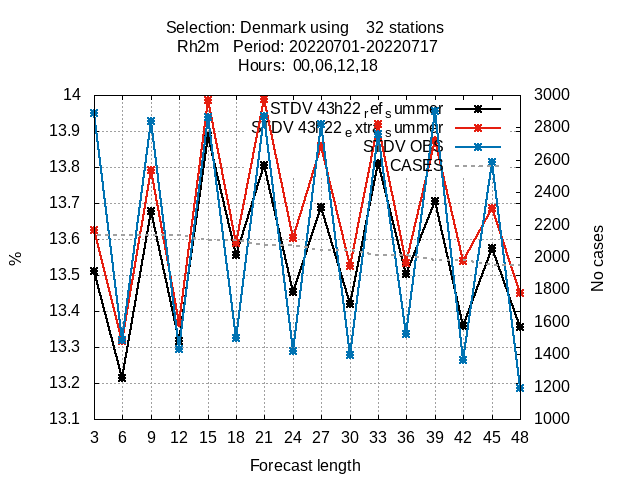 Selection: Denmark using 32 stations
Rh2m Period: 20220701-20220717
Hours: 00,06,12,18
14
13.9
13.8
13.7
13.6
13.5
13.4
13.3
13.2
13.1
%
STDV 43h22_ref_summer
STDV 43h22_extra_summer
STDV OBS
CASES
3000
2800
2600
2400
2200
2000
1800
1600
1400
1200
1000
No cases
3 6 9 12 15 18 21 24 27 30 33 36 39 42 45 48
Forecast length